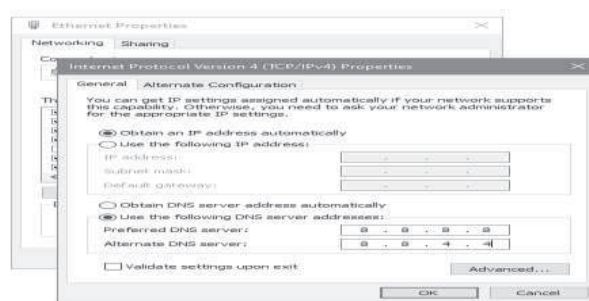 Ethernet Properties
Networking Sharing
Internet Protocol Version 4 (TCP/IPv4) Properties
General Alternate Configuration
You can get IP settings assigned automatically if your network supports
this capability. Otherwise, you need to ask your network administrator
for the appropriate IP settings.
Obtain an IP address automatically
Use the following IP address:
IP address:
Subnet mask:
Default gateway:
Obtain DNS server address automatically
Use the following DNS server addresses:
Preferred DNS server: 8 . 8 . 8 . 8
Alternate DNS server: 8 . 8 . 4 . 4
Validate settings upon exit
Advanced...
OK Cancel